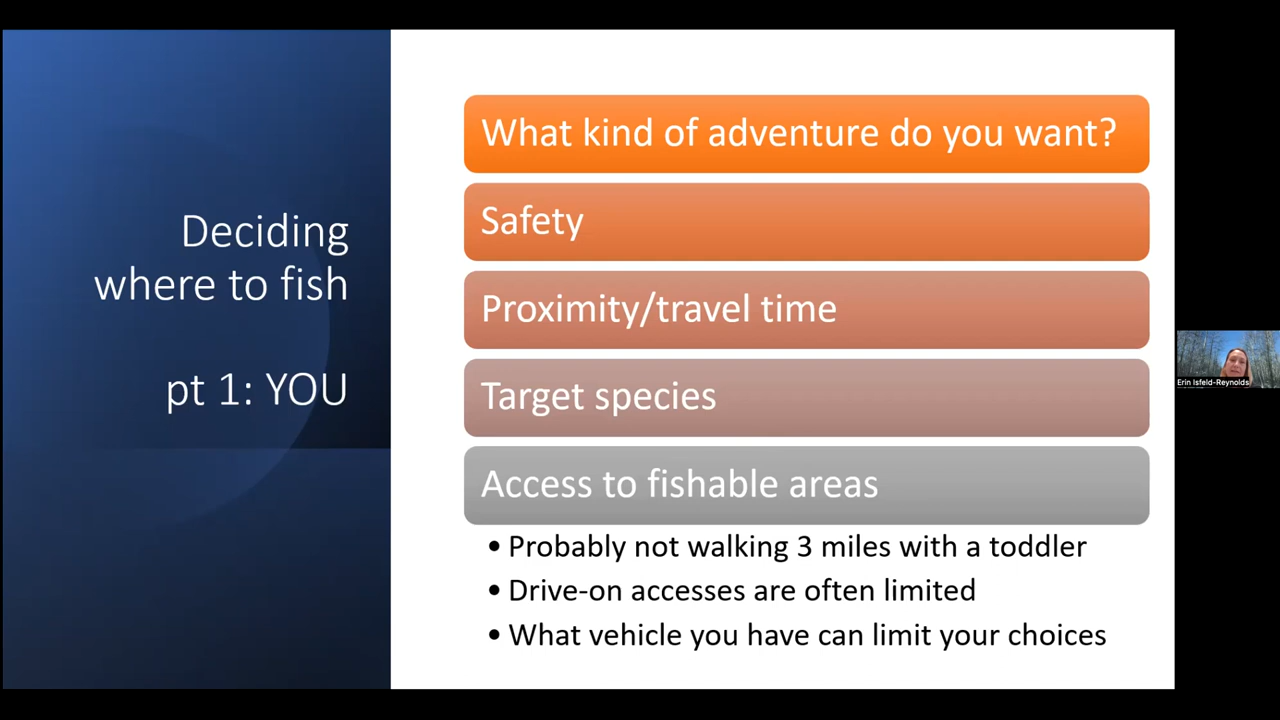 Deciding
where to fish
pt 1: YOU
What kind of adventure do you want?
Safety
Proximity/travel time
Target species
Access to fishable areas
• Probably not walking 3 miles with a toddler
• Drive-on accesses are often limited
• What vehicle you have can limit your choices
Erin Isfeld-Reynolds